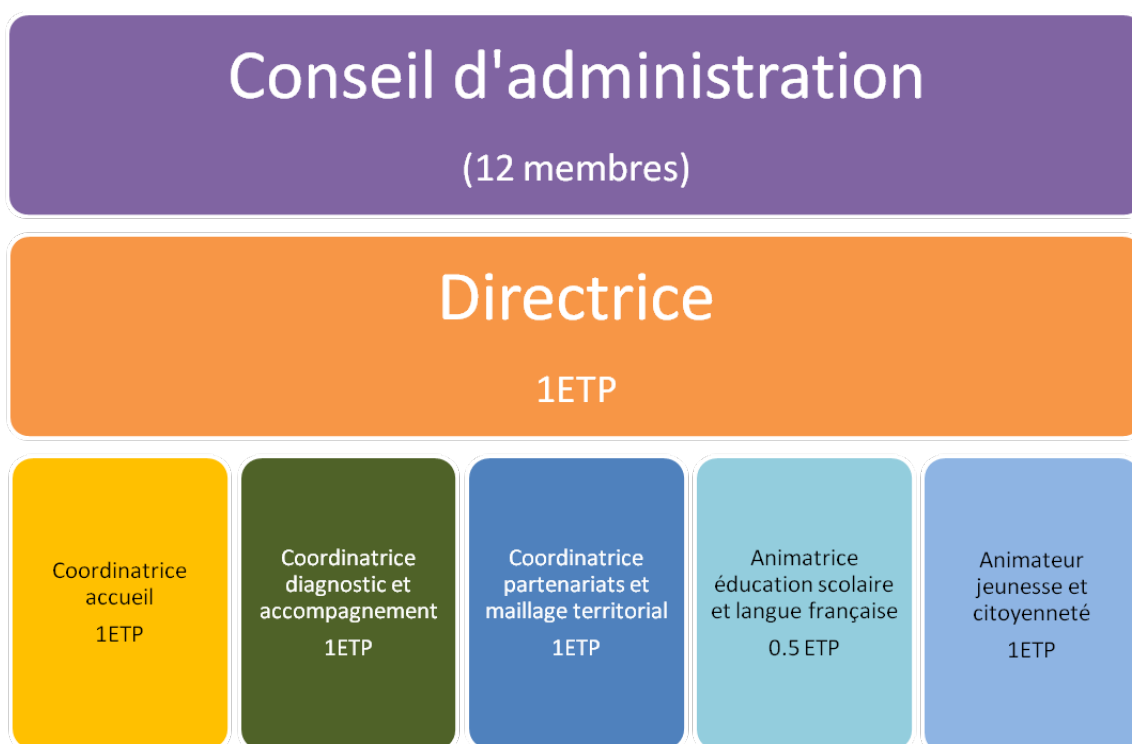 Conseil d'administration
(12 membres)
Directrice
1ETP
Coordinatrice
accueil
1ETP
Coordinatrice
diagnostic et
accompagnement
1ETP
Coordinatrice
partenariats et
maillage territorial
1ETP
Animatrice
éducation scolaire
et langue française
0.5 ETP
Animateur
jeunesse et
citoyenneté
1ETP